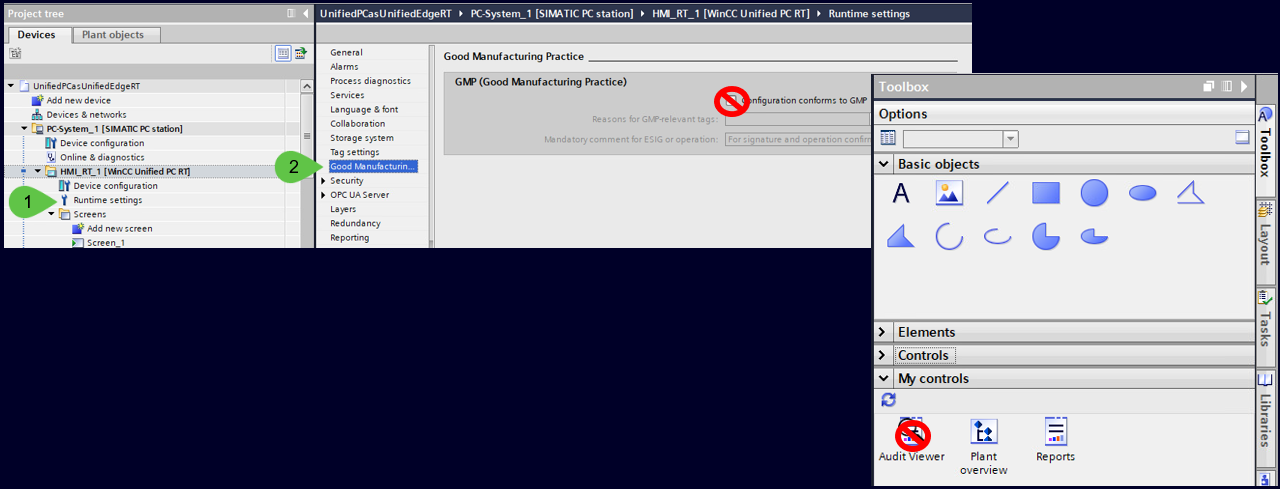 Project tree
Devices
Plant objects
UnifiedPCasUnifiedEdgeRT
Add new device
Devices & networks
PC-System_1 [SIMATIC PC station]
Device configuration
Online & diagnostics
HMI_RT_1 [WinCC Unified PC RT]
Device configuration
1
Runtime settings
Screens
Add new screen
Screen_1
UnifiedPCasUnifiedEdgeRT PC-System_1 [SIMATIC PC station] HMI_RT_1 [WinCC Unified PC RT] Runtime settings
General
Alarms
Process diagnostics
Services
Language & font
Collaboration
Storage system
Tag settings
2
Good Manufacturin...
Security
OPC UA Server
Layers
Redundancy
Reporting
Good Manufacturing Practice
GMP (Good Manufacturing Practice)
Configuration conforms to GMP
Reasons for GMP-relevant tags:
Mandatory comment for ESIG or operation:
For signature and operation confirm
Toolbox
Options
Basic objects
Elements
Controls
My controls
Audit Viewer
Plant
overview
Reports
Toolbox
Layout
Tasks
Libraries